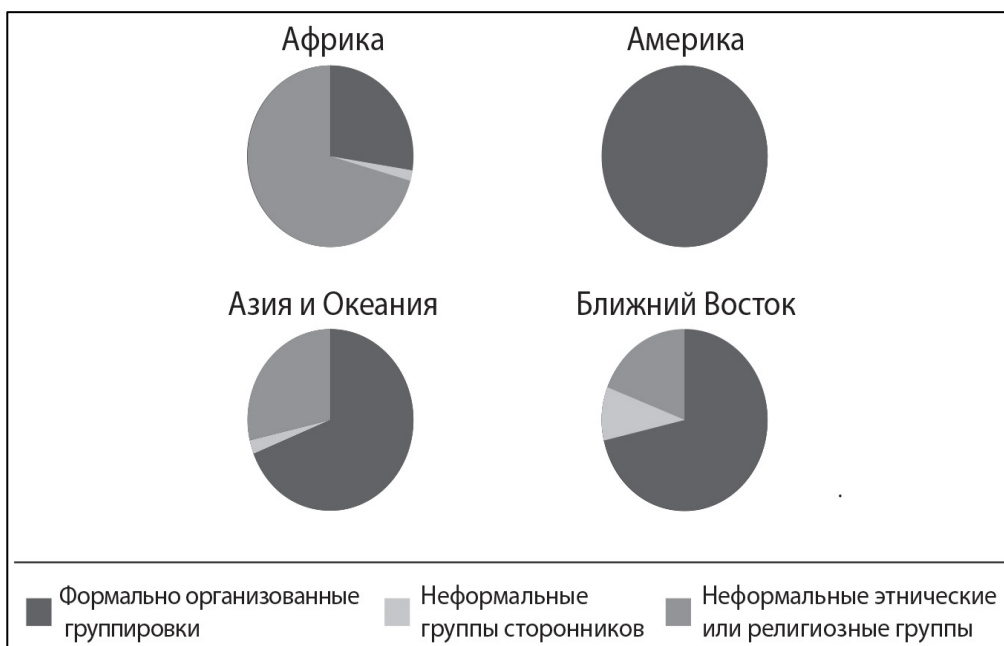 Африка
Америка
Азия и Океания
Ближний Восток
Формально организованные
группировки
Неформальные
группы сторонников
Неформальные этнические
или религиозные группы